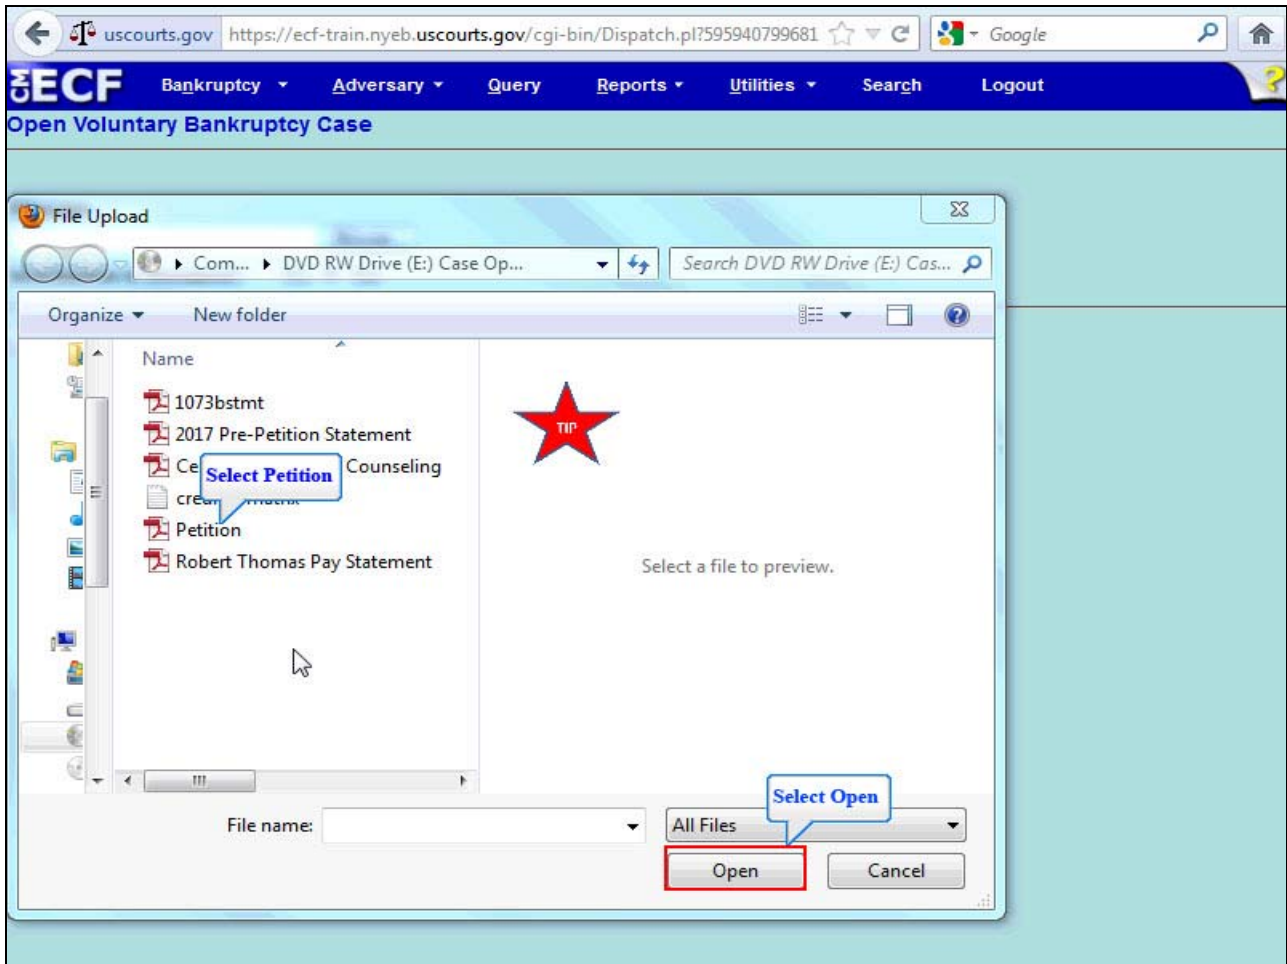 uscourts.gov https://ecf-train.nyeb.uscourts.gov/cgi-bin/Dispatch.pl?595940799681 Google
CM ECF Bankruptcy Adversary Query Reports Utilities Search Logout ?
Open Voluntary Bankruptcy Case
File Upload
Com... DVD RW Drive (E:) Case Op... Search DVD RW Drive (E:) Cas...
Organize New folder
Name
1073bstmt
2017 Pre-Petition Statement
TIP
Ce Counseling
Select Petition
Petition
Robert Thomas Pay Statement
Select a file to preview.
Select Open
File name: All Files
Open Cancel